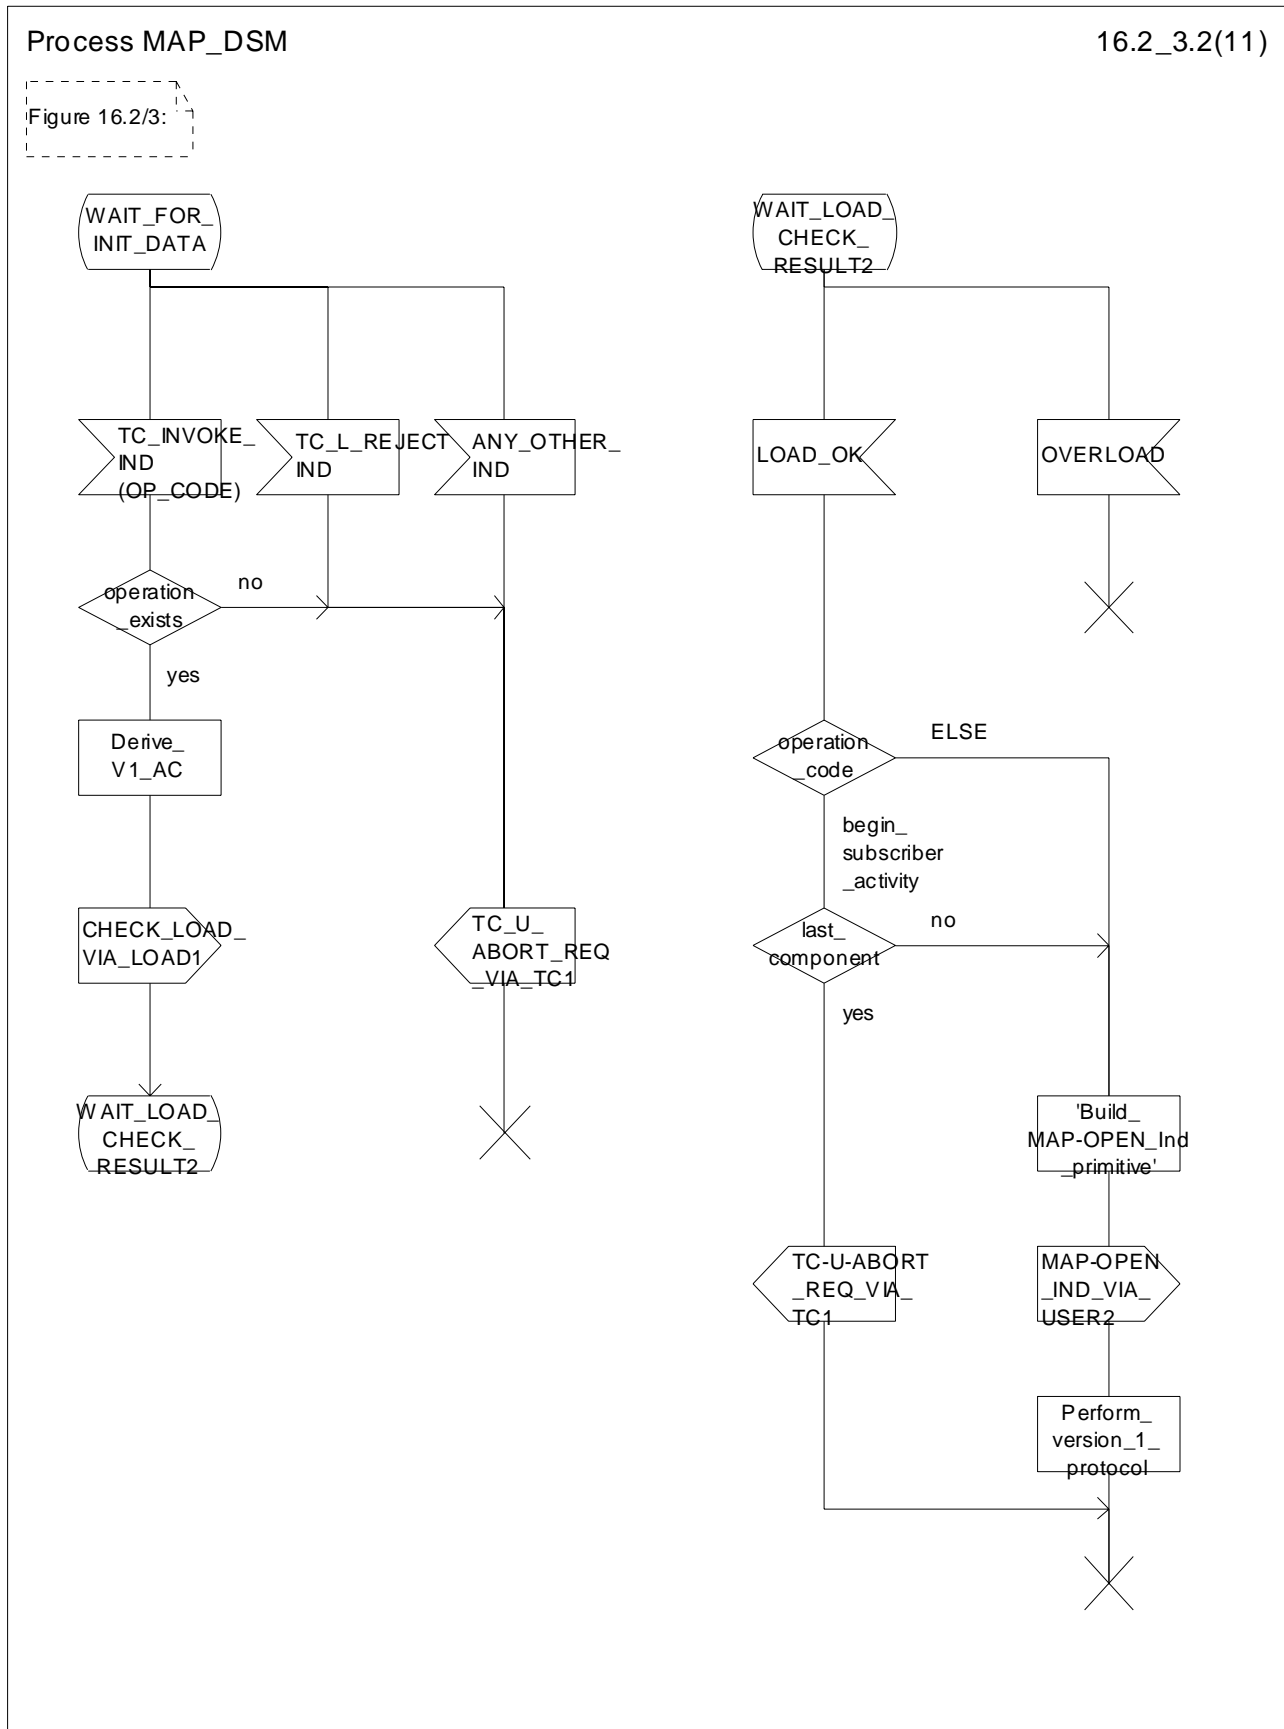 Process MAP_DSM
16.2_3.2(11)
Figure 16.2/3:
WAIT_FOR_
INIT_DATA
TC_INVOKE_
IND
(OP_CODE)
TC_L_REJECT
IND
ANY_OTHER_
IND
operation
_exists
no
yes
Derive_
V1_AC
CHECK_LOAD_
VIA_LOAD1
TC_U_
ABORT_REQ
_VIA_TC1
WAIT_LOAD_
CHECK_
RESULT2
WAIT_LOAD_
CHECK_
RESULT2
LOAD_OK
OVERLOAD
operation
_code
ELSE
begin_
subscriber
_activity
last_
component
no
yes
'Build_
MAP-OPEN_Ind
_primitive'
TC-U-ABORT
_REQ_VIA_
TC1
MAP-OPEN
_IND_VIA_
USER2
Perform_
version_1_
protocol